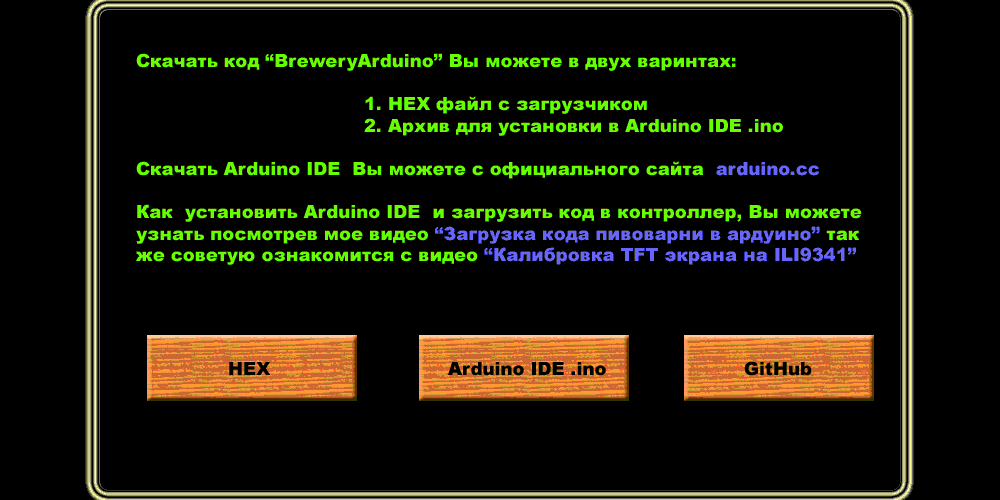 Скачать код “BreweryArduino” Вы можете в двух варинтах:
1. HEX файл с загрузчиком
2. Архив для установки в Arduino IDE .ino
Скачать Arduino IDE Вы можете с официального сайта arduino.cc
Как установить Arduino IDE и загрузить код в контроллер, Вы можете
узнать посмотрев мое видео “Загрузка кода пивоварни в ардуино” так
же советую ознакомится с видео “Калибровка TFT экрана на ILI9341”
HEX
Arduino IDE .ino
GitHub